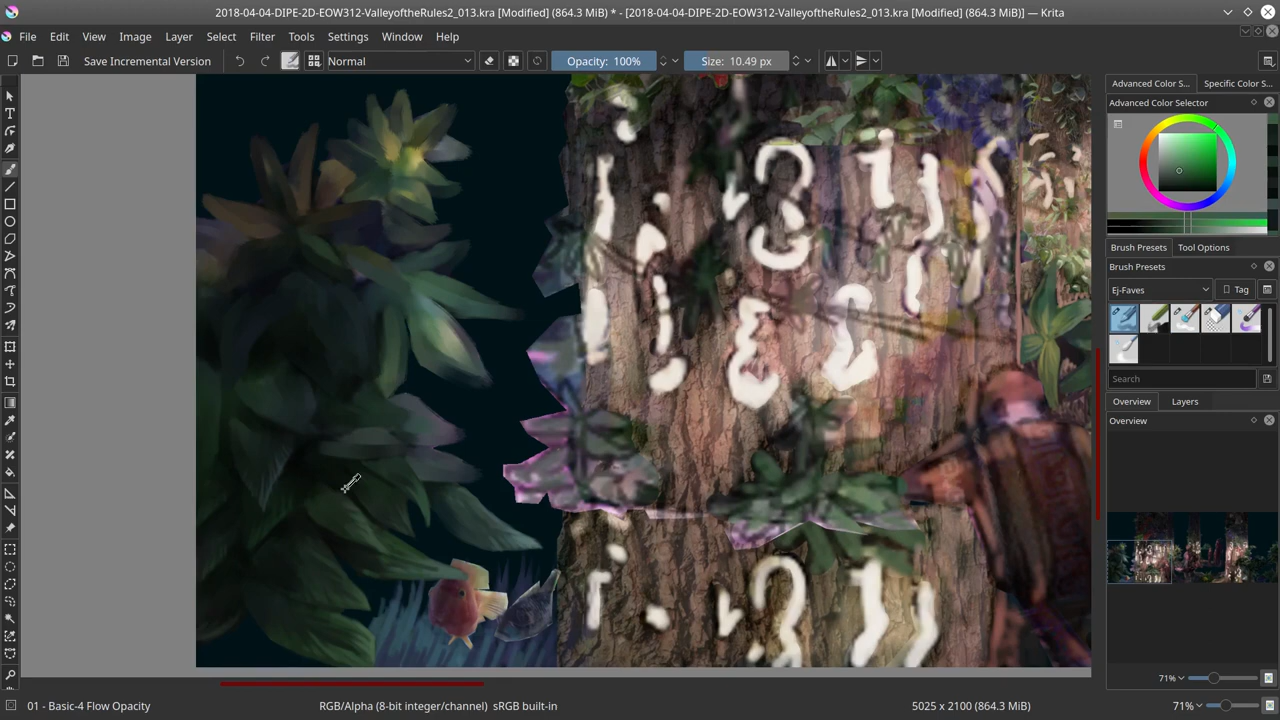 2018-04-04-DIPE-2D-EOW312-ValleyoftheRules2_013.kra [Modified] (864.3 MiB) * - [2018-04-04-DIPE-2D-EOW312-ValleyoftheRules2_013.kra [Modified] (864.3 MiB)] — Krita
File Edit View Image Layer Select Filter Tools Settings Window Help
Save Incremental Version Normal Opacity: 100% Size: 10.49 px
Advanced Color S... Specific Color S...
Advanced Color Selector
Brush Presets Tool Options
Brush Presets
Ej-Faves Tag
Search
Overview Layers
Overview
71%
01 - Basic-4 Flow Opacity RGB/Alpha (8-bit integer/channel) sRGB built-in 5025 x 2100 (864.3 MiB) 71%